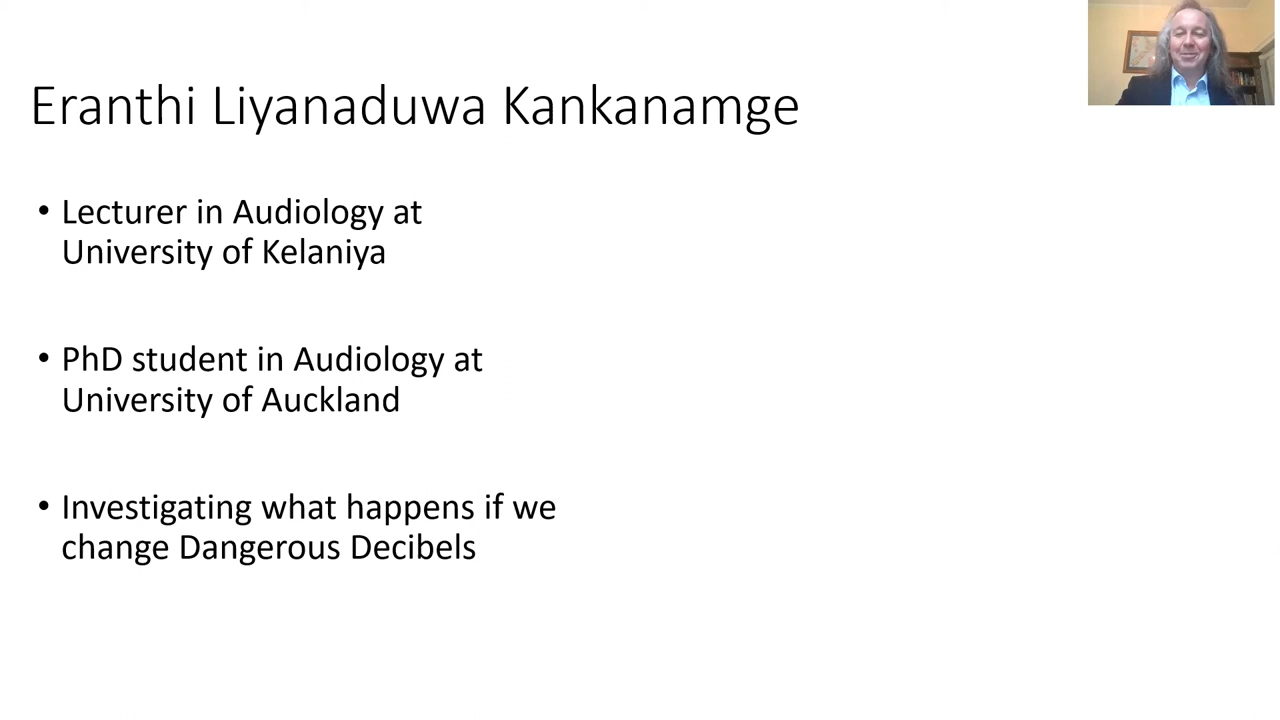 Eranthi Liyanaduwa Kankanamge
• Lecturer in Audiology at
University of Kelaniya
• PhD student in Audiology at
University of Auckland
• Investigating what happens if we
change Dangerous Decibels